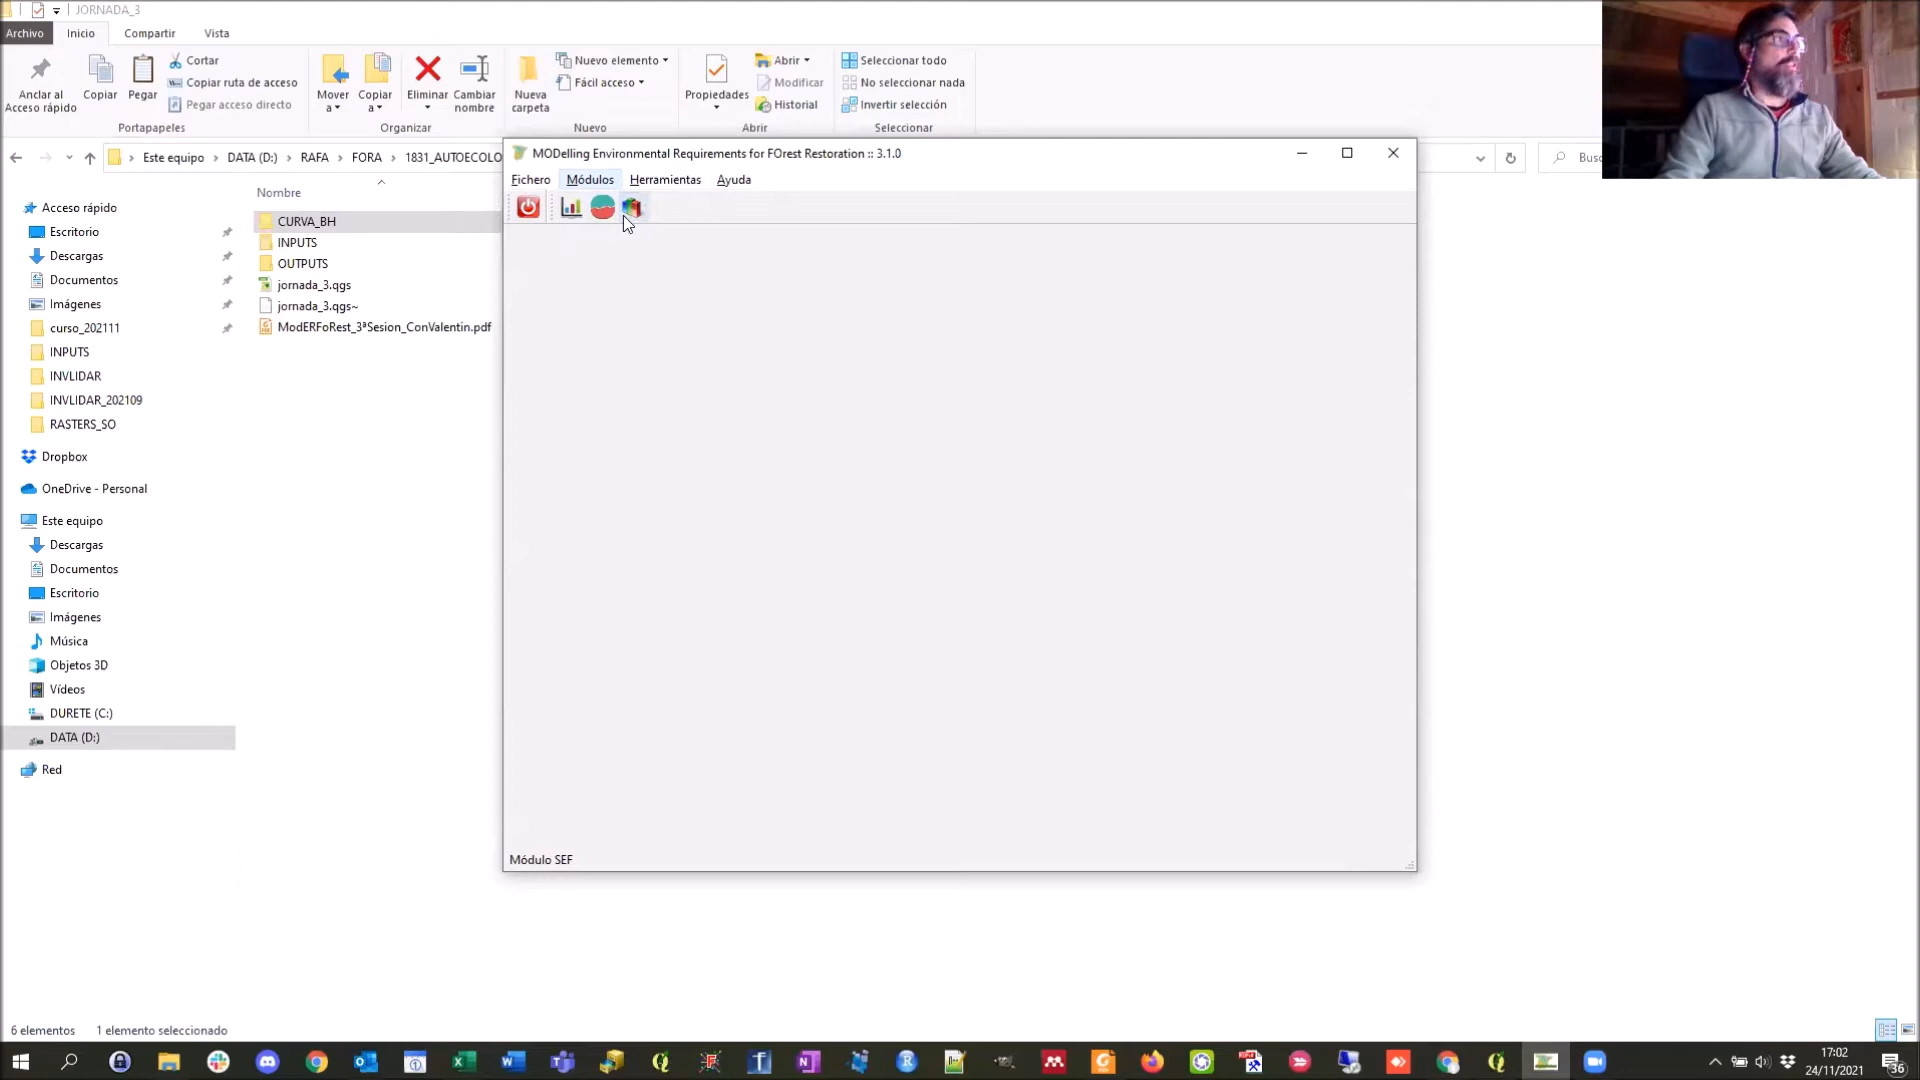 JORNADA_3
Archivo Inicio Compartir Vista
Anclar al Acceso rápido
Copiar
Pegar
Cortar
Copiar ruta de acceso
Pegar acceso directo
Portapapeles
Mover a
Copiar a
Eliminar
Cambiar nombre
Organizar
Nueva carpeta
Nuevo elemento
Fácil acceso
Nuevo
Propiedades
Abrir
Modificar
Historial
Abrir
Seleccionar todo
No seleccionar nada
Invertir selección
Seleccionar
Este equipo > DATA (D:) > RAFA > FORA > 1831_AUTOECOLO
Busc
Acceso rápido
Escritorio
Descargas
Documentos
Imágenes
curso_202111
INPUTS
INVLIDAR
INVLIDAR_202109
RASTERS_SO
Dropbox
OneDrive - Personal
Este equipo
Descargas
Documentos
Escritorio
Imágenes
Música
Objetos 3D
Vídeos
DURETE (C:)
DATA (D:)
Red
Nombre
CURVA_BH
INPUTS
OUTPUTS
jornada_3.qgs
jornada_3.qgs~
ModERFoRest_3ªSesion_ConValentin.pdf
MODelling Environmental Requirements for FOrest Restoration :: 3.1.0
Fichero Módulos Herramientas Ayuda
Módulo SEF
6 elementos 1 elemento seleccionado
17:02
24/11/2021
36